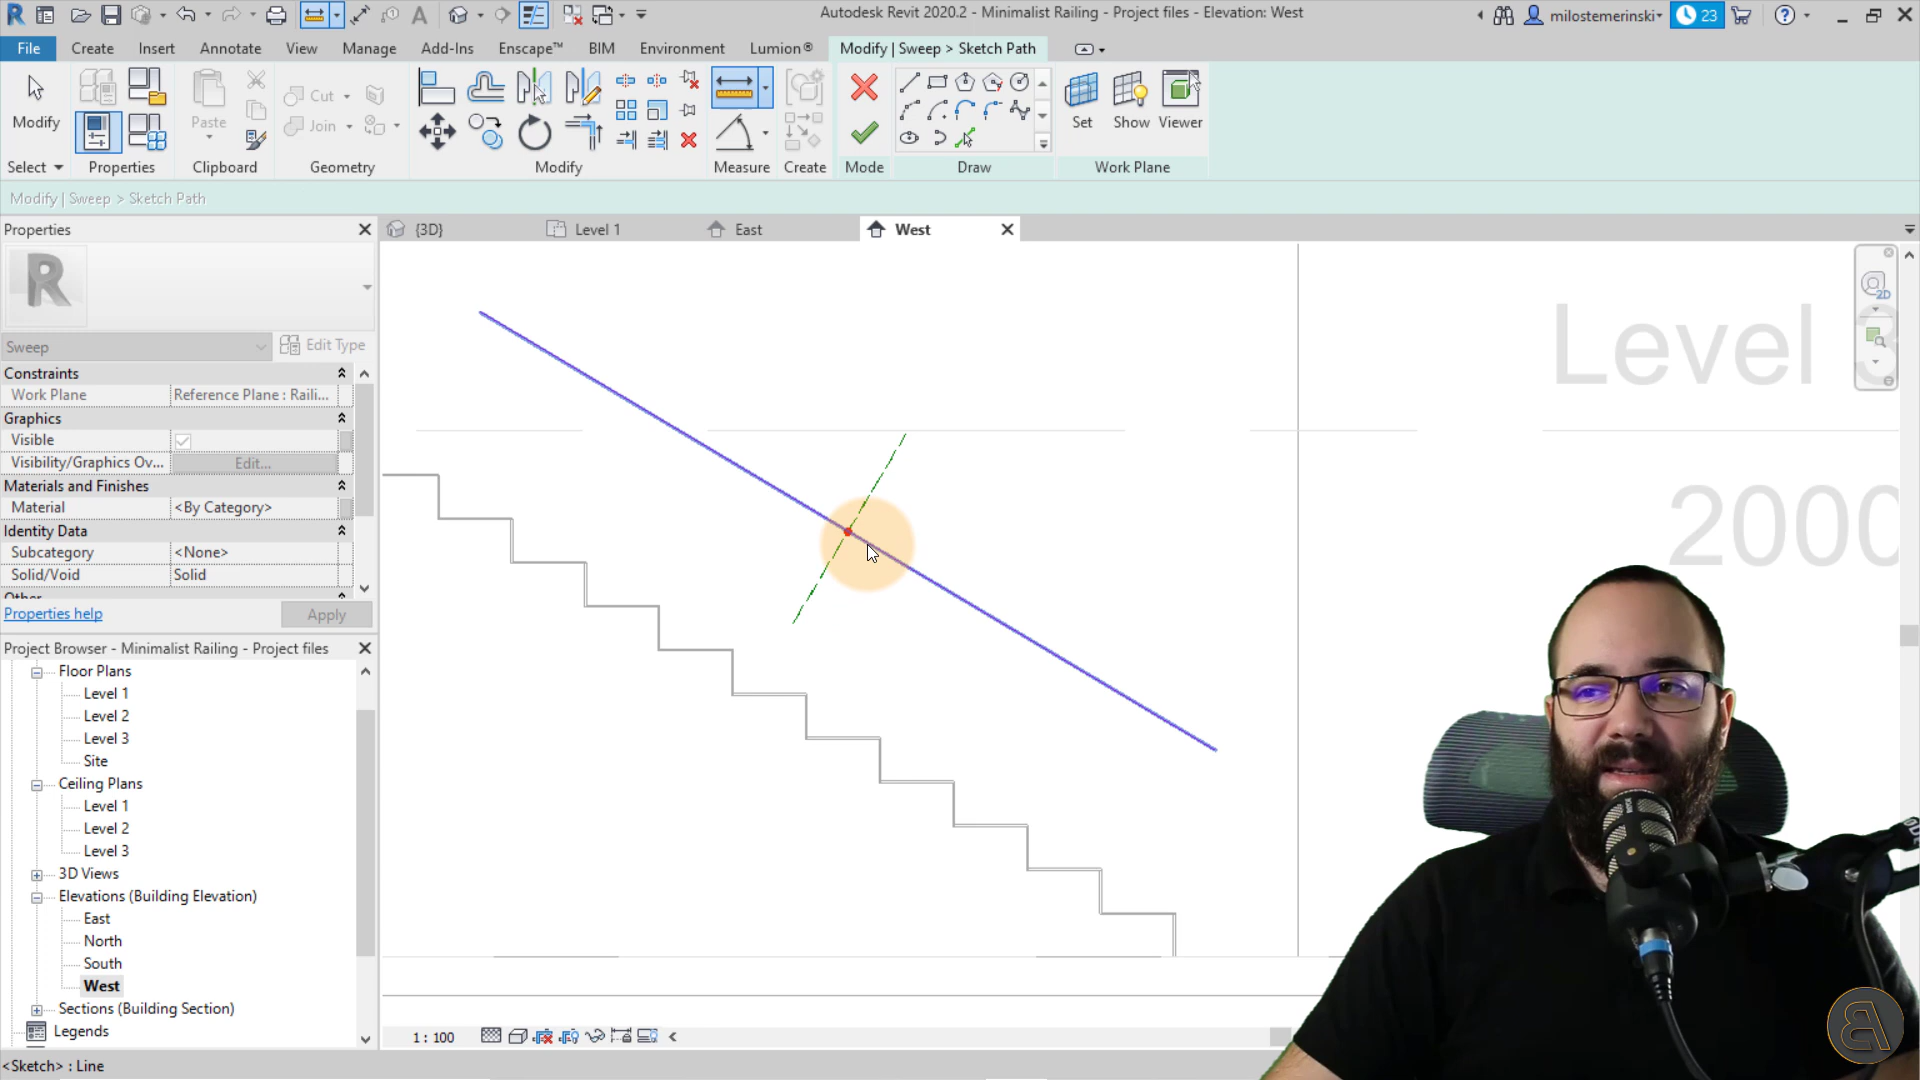 Autodesk Revit 2020.2 - Minimalist Railing - Project files - Elevation: West
milostemerinski
23
File
Create
Insert
Annotate
View
Manage
Add-Ins
Enscape™
BIM
Environment
Lumion®
Modify | Sweep > Sketch Path
Modify
Cut
Join
Paste
Set
Show
Viewer
Select
Properties
Clipboard
Geometry
Modify
Measure
Create
Mode
Draw
Work Plane
Modify | Sweep > Sketch Path
Properties
{3D}
Level 1
East
West
R
Sweep
Edit Type
Constraints
Work Plane
Reference Plane : Raili...
Graphics
Visible
Visibility/Graphics Ov...
Edit...
Materials and Finishes
Material
<By Category>
Identity Data
Subcategory
<None>
Solid/Void
Solid
Other
Properties help
Apply
Level 3
2000
2D
Project Browser - Minimalist Railing - Project files
Floor Plans
Level 1
Level 2
Level 3
Site
Ceiling Plans
Level 1
Level 2
Level 3
3D Views
Elevations (Building Elevation)
East
North
South
West
Sections (Building Section)
Legends
1 : 100
<Sketch> : Line